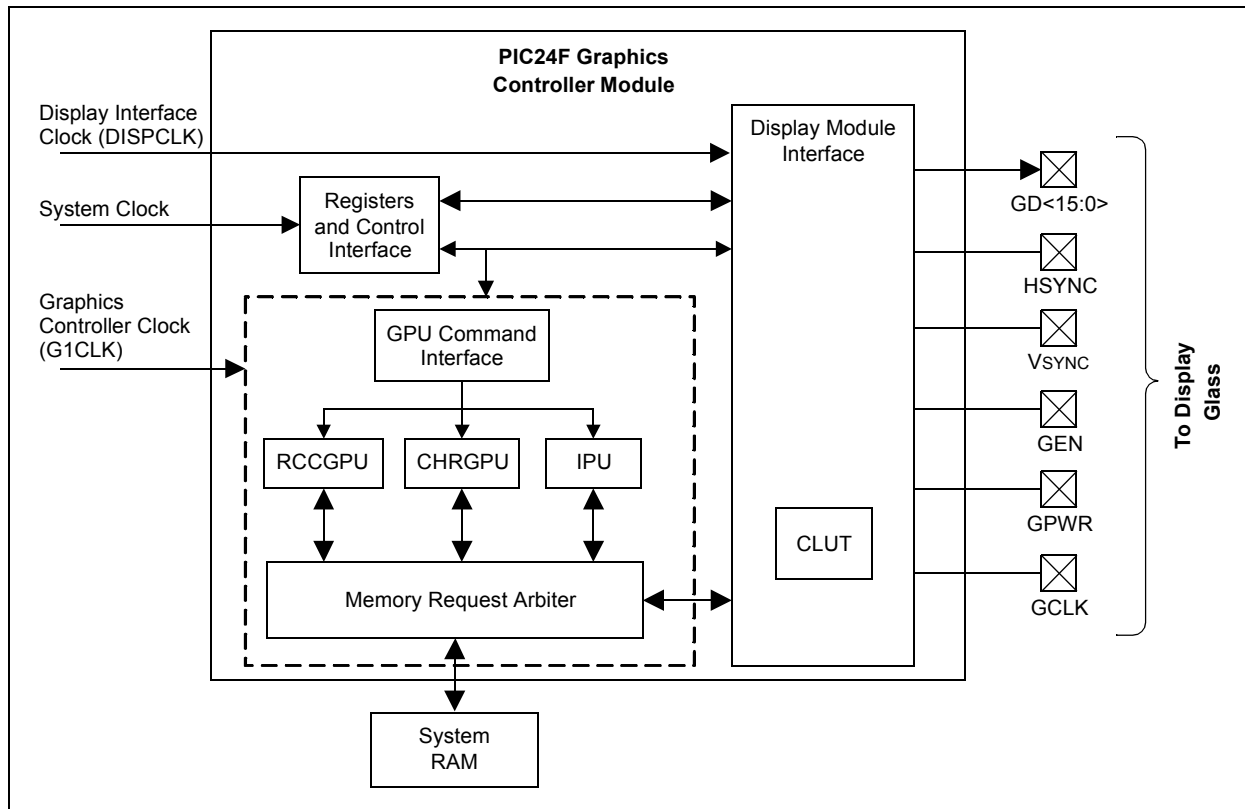 PIC24F Graphics
Controller Module
Display Interface
Clock (DISPCLK)
System Clock
Graphics
Controller Clock
(G1CLK)
Registers
and Control
Interface
GPU Command
Interface
RCCGPU
CHRGPU
IPU
Memory Request Arbiter
System
RAM
Display Module
Interface
CLUT
GD<15:0>
HSYNC
VSYNC
GEN
GPWR
GCLK
To Display
Glass